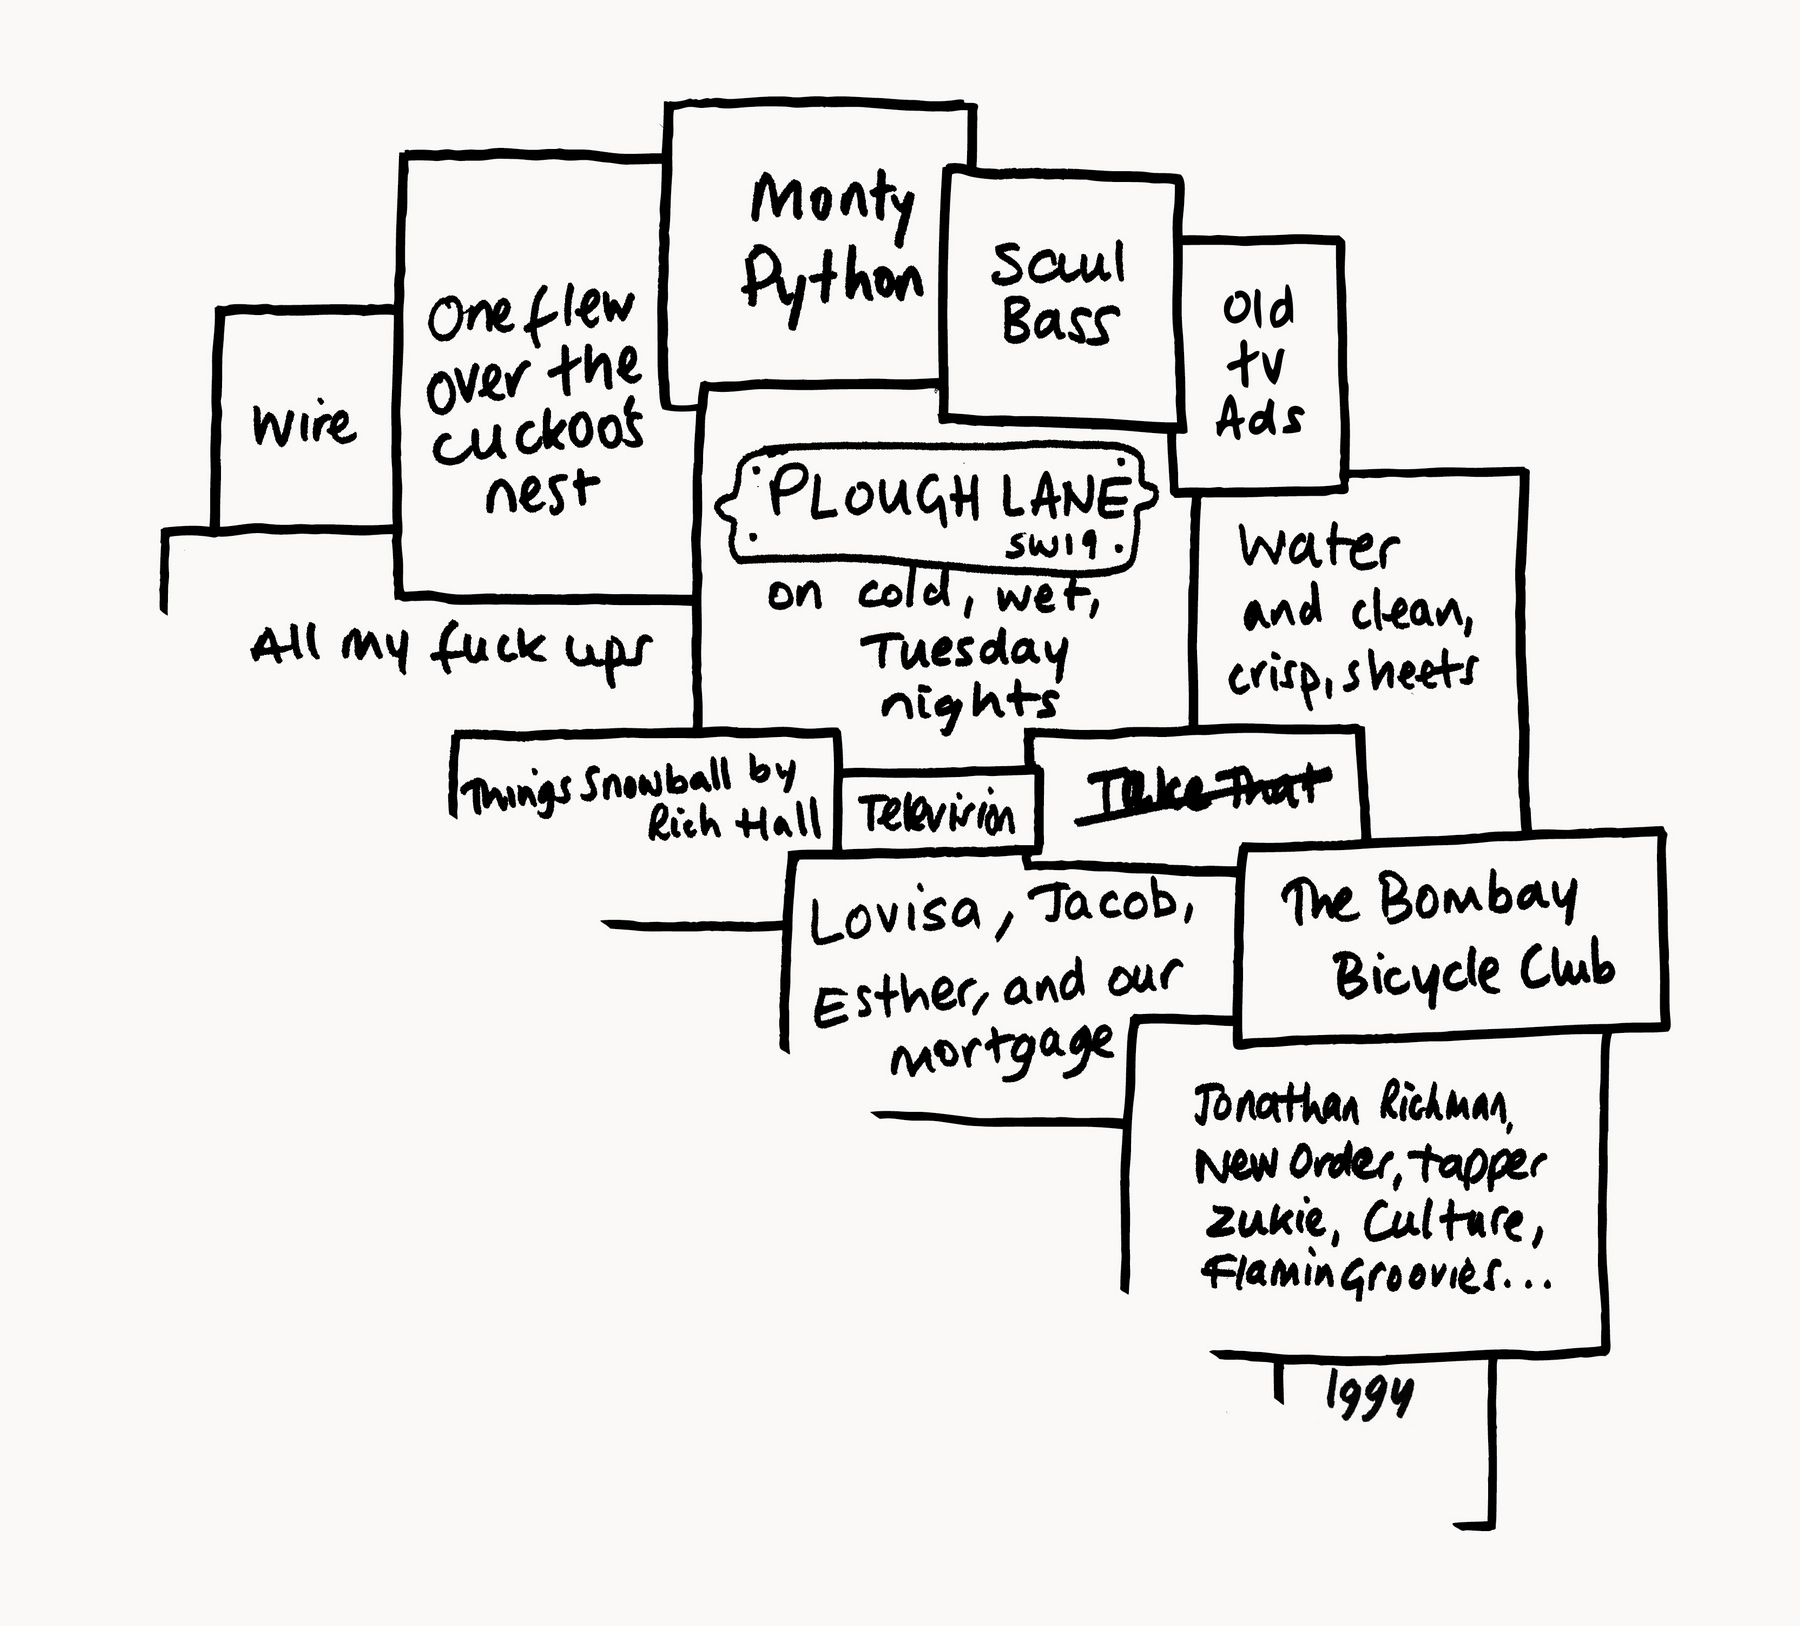 Monty
Python
Saul
Bass
Old
tv
Ads
One flew
over the
cuckoo's
nest
Wire
PLOUGH LANE
SW19
on cold, wet,
Tuesday
nights
Water
and clean,
crisp, sheets
All my fuck ups
Things Snowball by
Rich Hall
Television
Take That
Lovisa, Jacob,
Esther, and our
mortgage
The Bombay
Bicycle Club
Jonathan Richman,
New Order, tapper
zukie, Culture,
Flamin Groovies...
1994